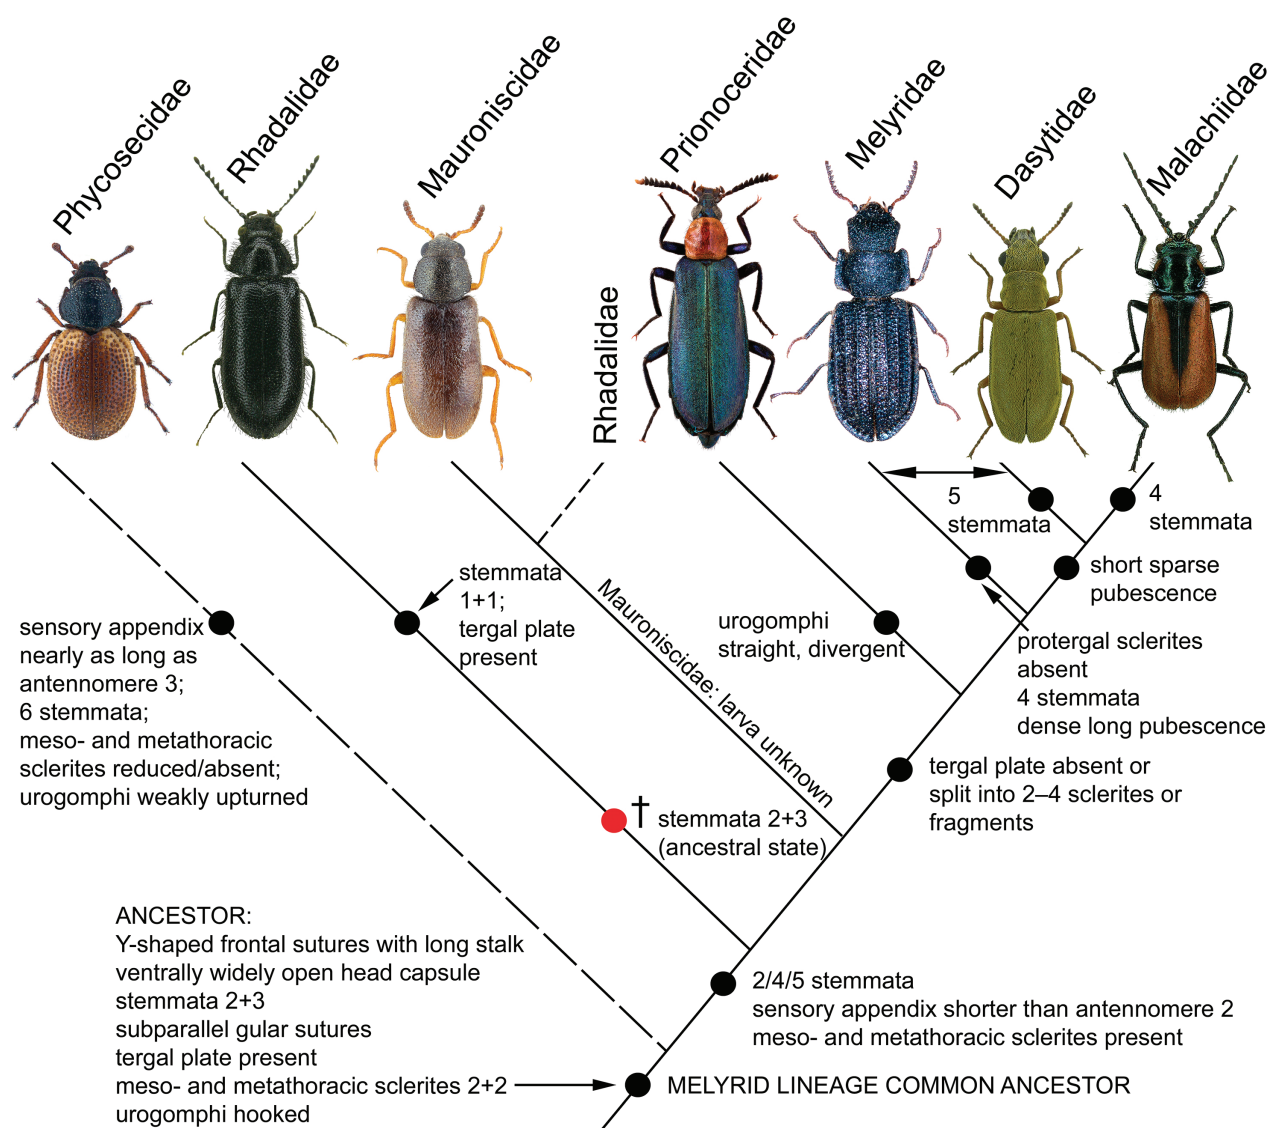 Phycosecidae
Rhadalidae
Mauroniscidae
Rhadalidae
Prionoceridae
Melyridae
Dasytidae
Malachiidae
5
stemmata
4
stemmata
short sparse
pubescence
stemmata
1+1;
tergal plate
present
Mauroniscidae: larva unknown
urogomphi
straight, divergent
protergal sclerites
absent
4 stemmata
dense long pubescence
sensory appendix
nearly as long as
antennomere 3;
6 stemmata;
meso- and metathoracic
sclerites reduced/absent;
urogomphi weakly upturned
tergal plate absent or
split into 2–4 sclerites or
fragments
† stemmata 2+3
(ancestral state)
ANCESTOR:
Y-shaped frontal sutures with long stalk
ventrally widely open head capsule
stemmata 2+3
subparallel gular sutures
tergal plate present
meso- and metathoracic sclerites 2+2
urogomphi hooked
2/4/5 stemmata
sensory appendix shorter than antennomere 2
meso- and metathoracic sclerites present
MELYRID LINEAGE COMMON ANCESTOR